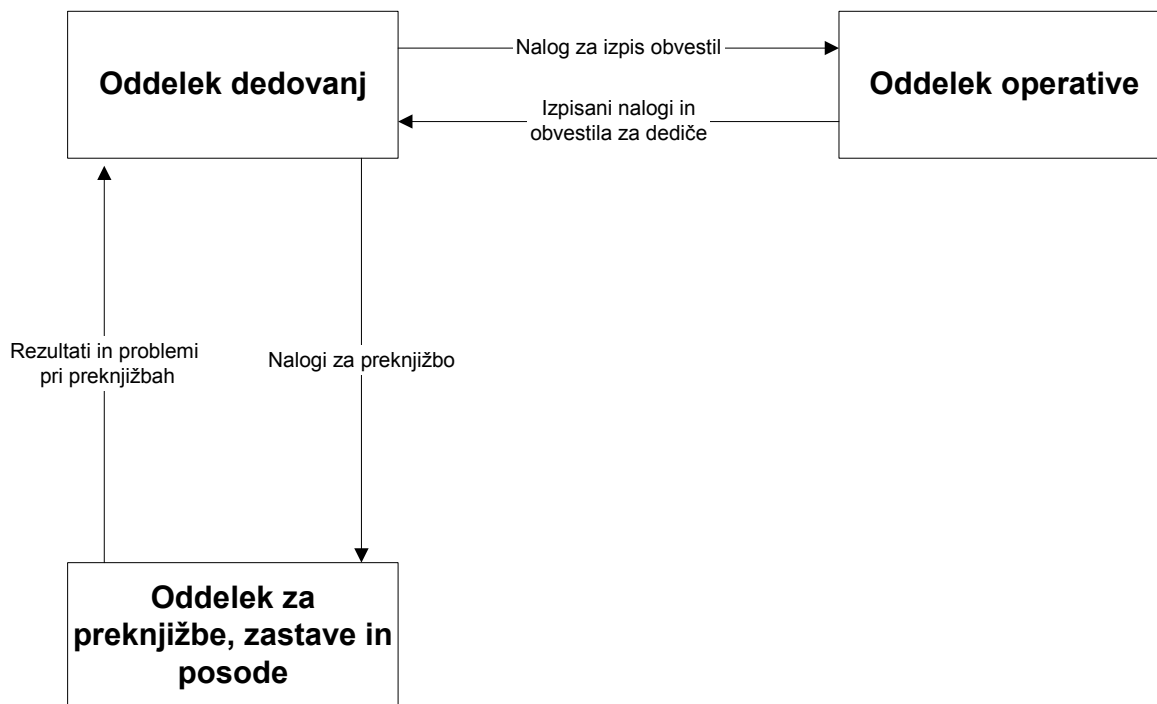 Oddelek dedovanj
Nalog za izpis obvestil
Oddelek operative
Izpisani nalogi in
obvestila za dediče
Rezultati in problemi
pri preknjižbah
Nalogi za preknjižbo
Oddelek za
preknjižbe, zastave in
posode